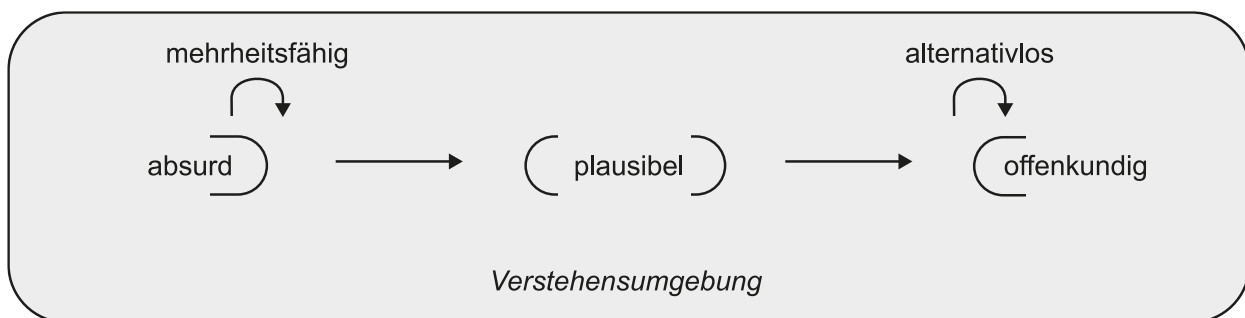 mehrheitsfähig alternativlos
absurd plausibel offenkundig
Verstehensumgebung